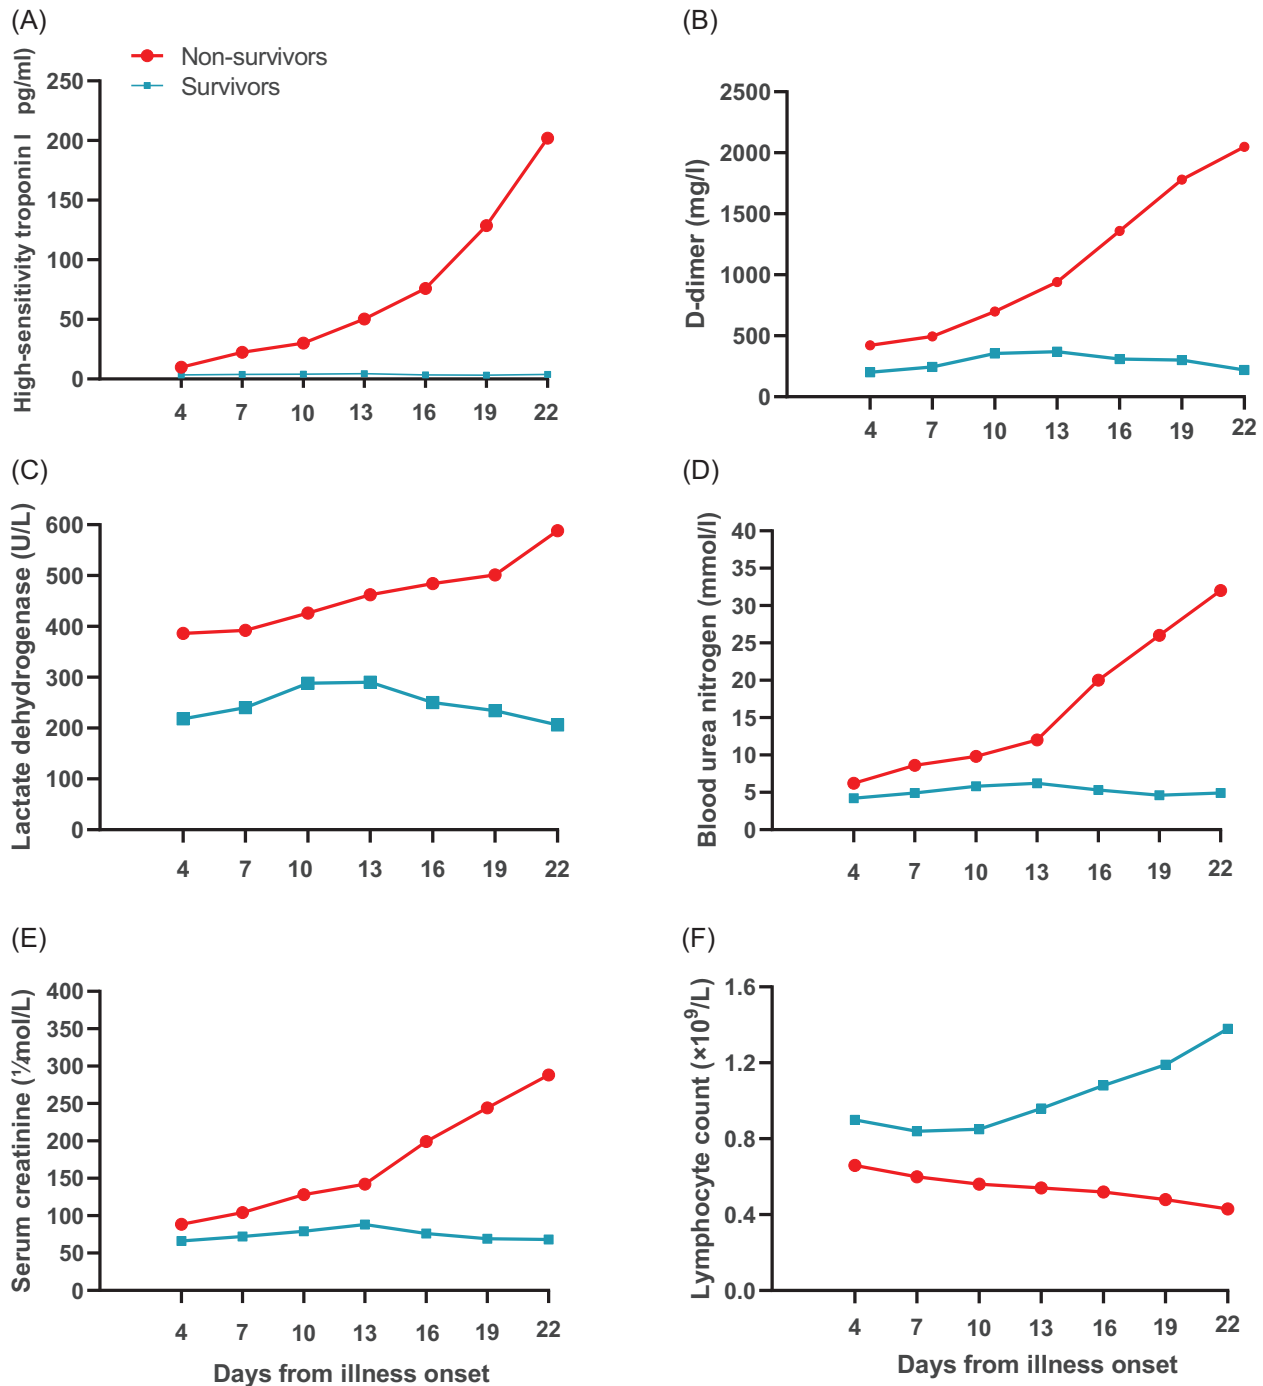 (A)
Non-survivors
Survivors
High-sensitivity troponin I pg/ml)
250
200
150
100
50
0
4 7 10 13 16 19 22
(B)
D-dimer (mg/l)
2500
2000
1500
1000
500
0
4 7 10 13 16 19 22
(C)
Lactate dehydrogenase (U/L)
600
500
400
300
200
100
0
4 7 10 13 16 19 22
(D)
Blood urea nitrogen (mmol/l)
40
35
30
25
20
15
10
5
0
4 7 10 13 16 19 22
(E)
Serum creatinine (¼mol/L)
400
350
300
250
200
150
100
50
0
4 7 10 13 16 19 22
Days from illness onset
(F)
Lymphocyte count (×10⁹/L)
1.6
1.2
0.8
0.4
0.0
4 7 10 13 16 19 22
Days from illness onset